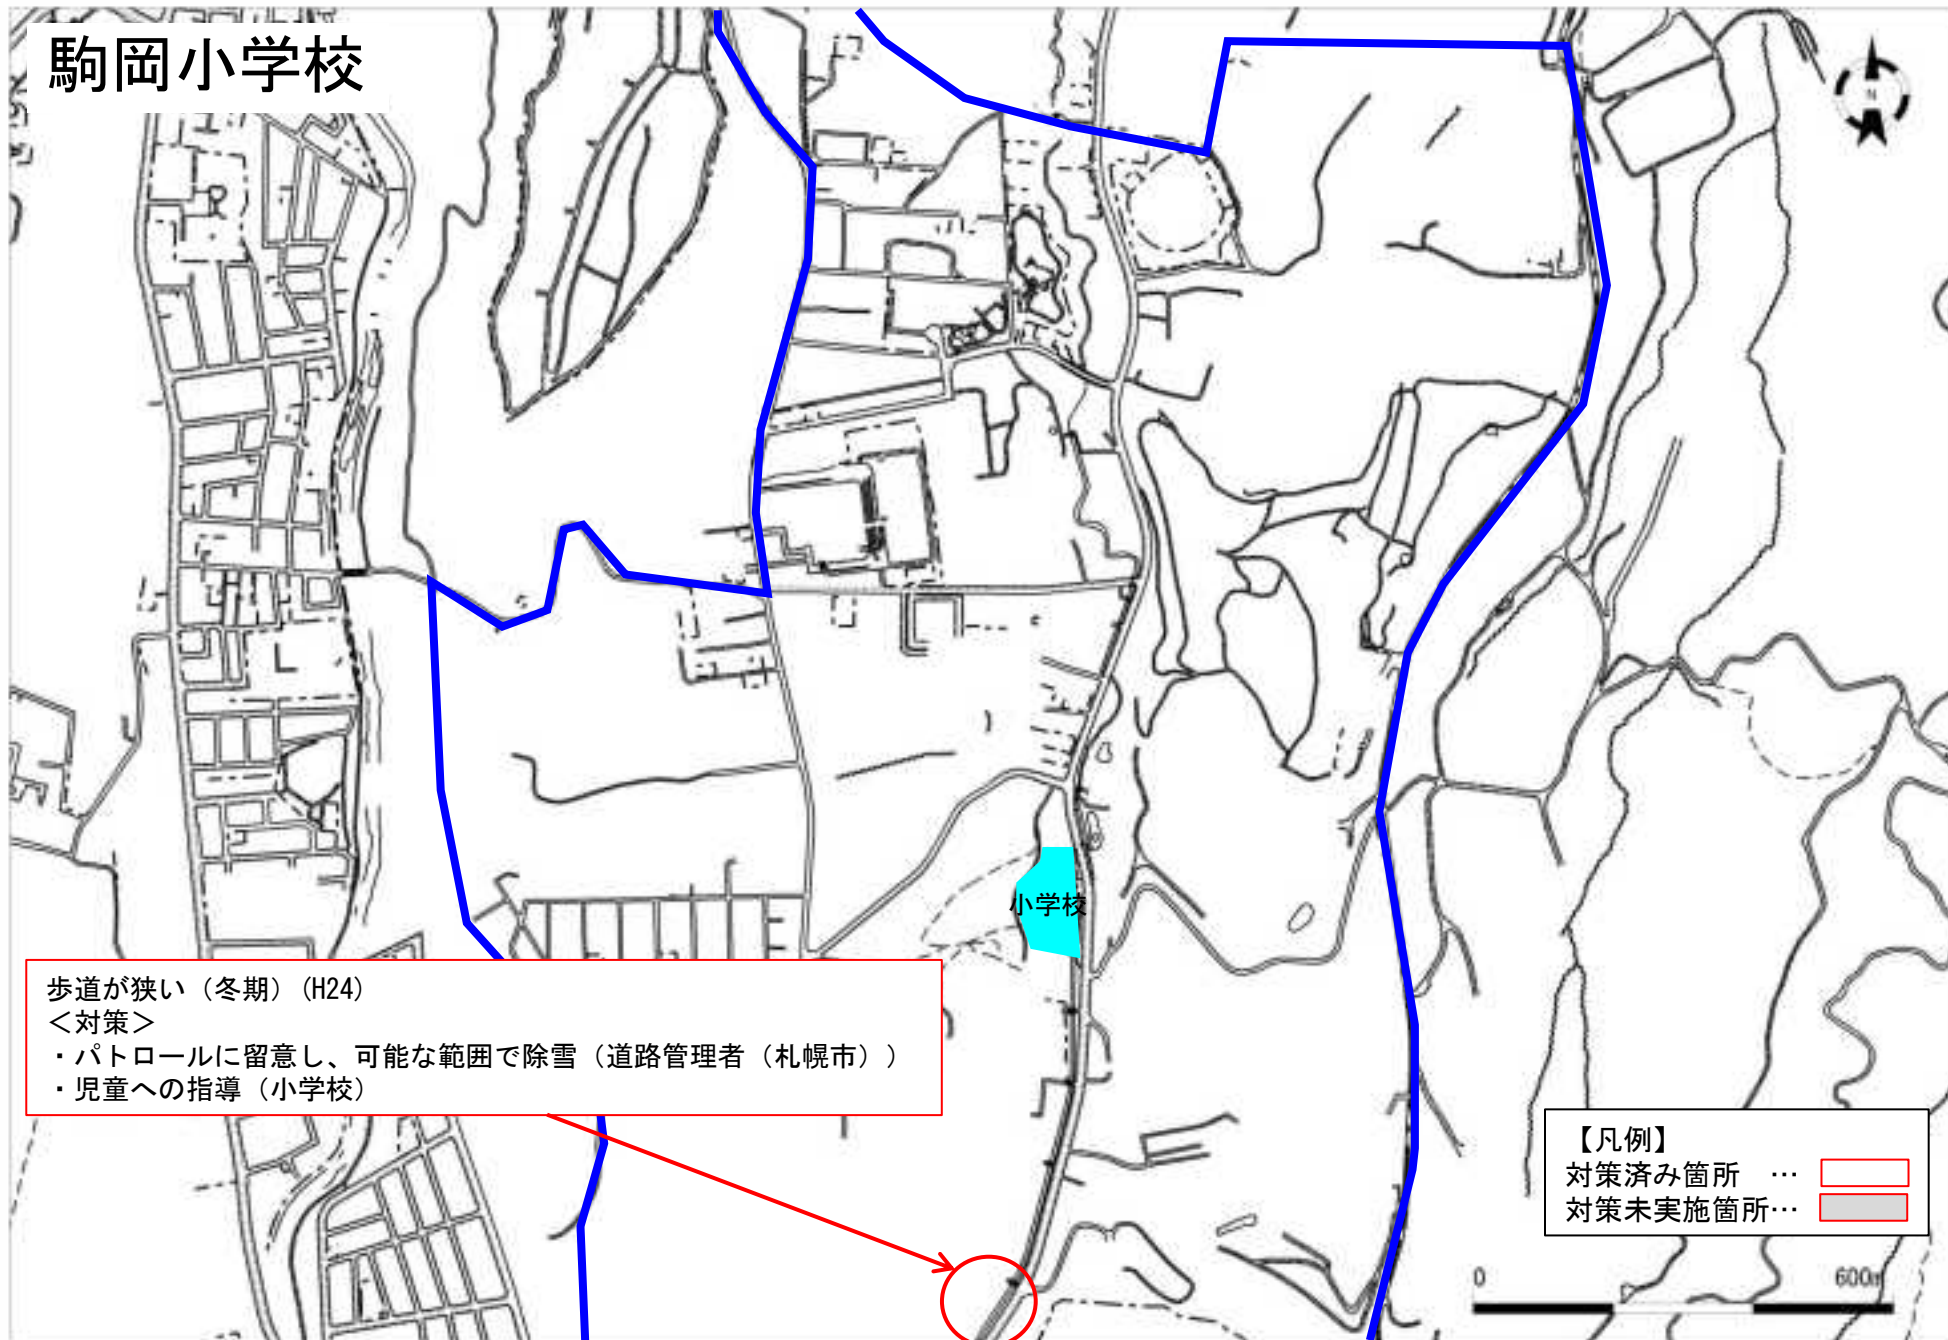 駒岡小学校
N
小学校
歩道が狭い（冬期）(H24)
＜対策＞
・パトロールに留意し、可能な範囲で除雪（道路管理者（札幌市））
・児童への指導（小学校）
【凡例】
対策済み箇所　…
対策未実施箇所…
0 600m